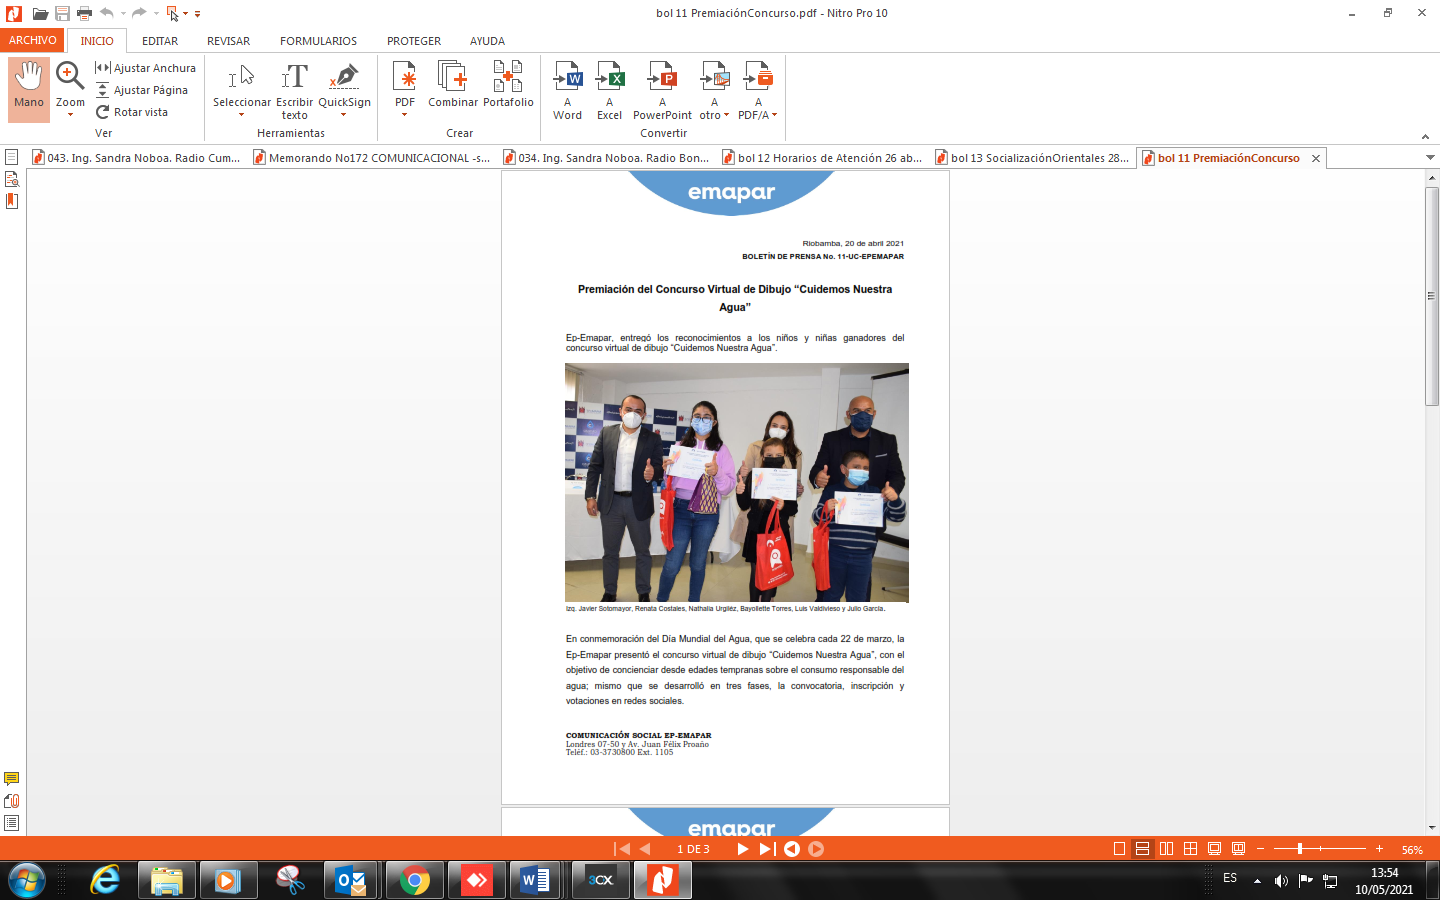 bol 11 PremiaciónConcurso.pdf - Nitro Pro 10
ARCHIVO INICIO EDITAR REVISAR FORMULARIOS PROTEGER AYUDA
Mano
Zoom
Ajustar Anchura
Ajustar Página
Rotar vista
Ver
Seleccionar
Escribir texto
QuickSign
Herramientas
PDF
Combinar
Portafolio
Crear
A Word
A Excel
A PowerPoint
A otro
A PDF/A
Convertir
043. Ing. Sandra Noboa. Radio Cum...
Memorando No172 COMUNICACIONAL -s...
034. Ing. Sandra Noboa. Radio Bon...
bol 12 Horarios de Atención 26 ab...
bol 13 SocializaciónOrientales 28...
bol 11 PremiaciónConcurso
emapar
Riobamba, 20 de abril 2021
BOLETÍN DE PRENSA No. 11-UC-EPEMAPAR
Premiación del Concurso Virtual de Dibujo “Cuidemos Nuestra
Agua”
Ep-Emapar, entregó los reconocimientos a los niños y niñas ganadores del
concurso virtual de dibujo “Cuidemos Nuestra Agua”.
Izq. Javier Sotomayor, Renata Costales, Nathalia Urgiléz, Bayollette Torres, Luis Valdivieso y Julio García.
En conmemoración del Día Mundial del Agua, que se celebra cada 22 de marzo, la
Ep-Emapar presentó el concurso virtual de dibujo “Cuidemos Nuestra Agua”, con el
objetivo de concienciar desde edades tempranas sobre el consumo responsable del
agua; mismo que se desarrolló en tres fases, la convocatoria, inscripción y
votaciones en redes sociales.
COMUNICACIÓN SOCIAL EP-EMAPAR
Londres 07-50 y Av. Juan Félix Proaño
Teléf.: 03-3730800 Ext. 1105
emapar
1 DE 3
56%
3CX
ES
13:54
10/05/2021